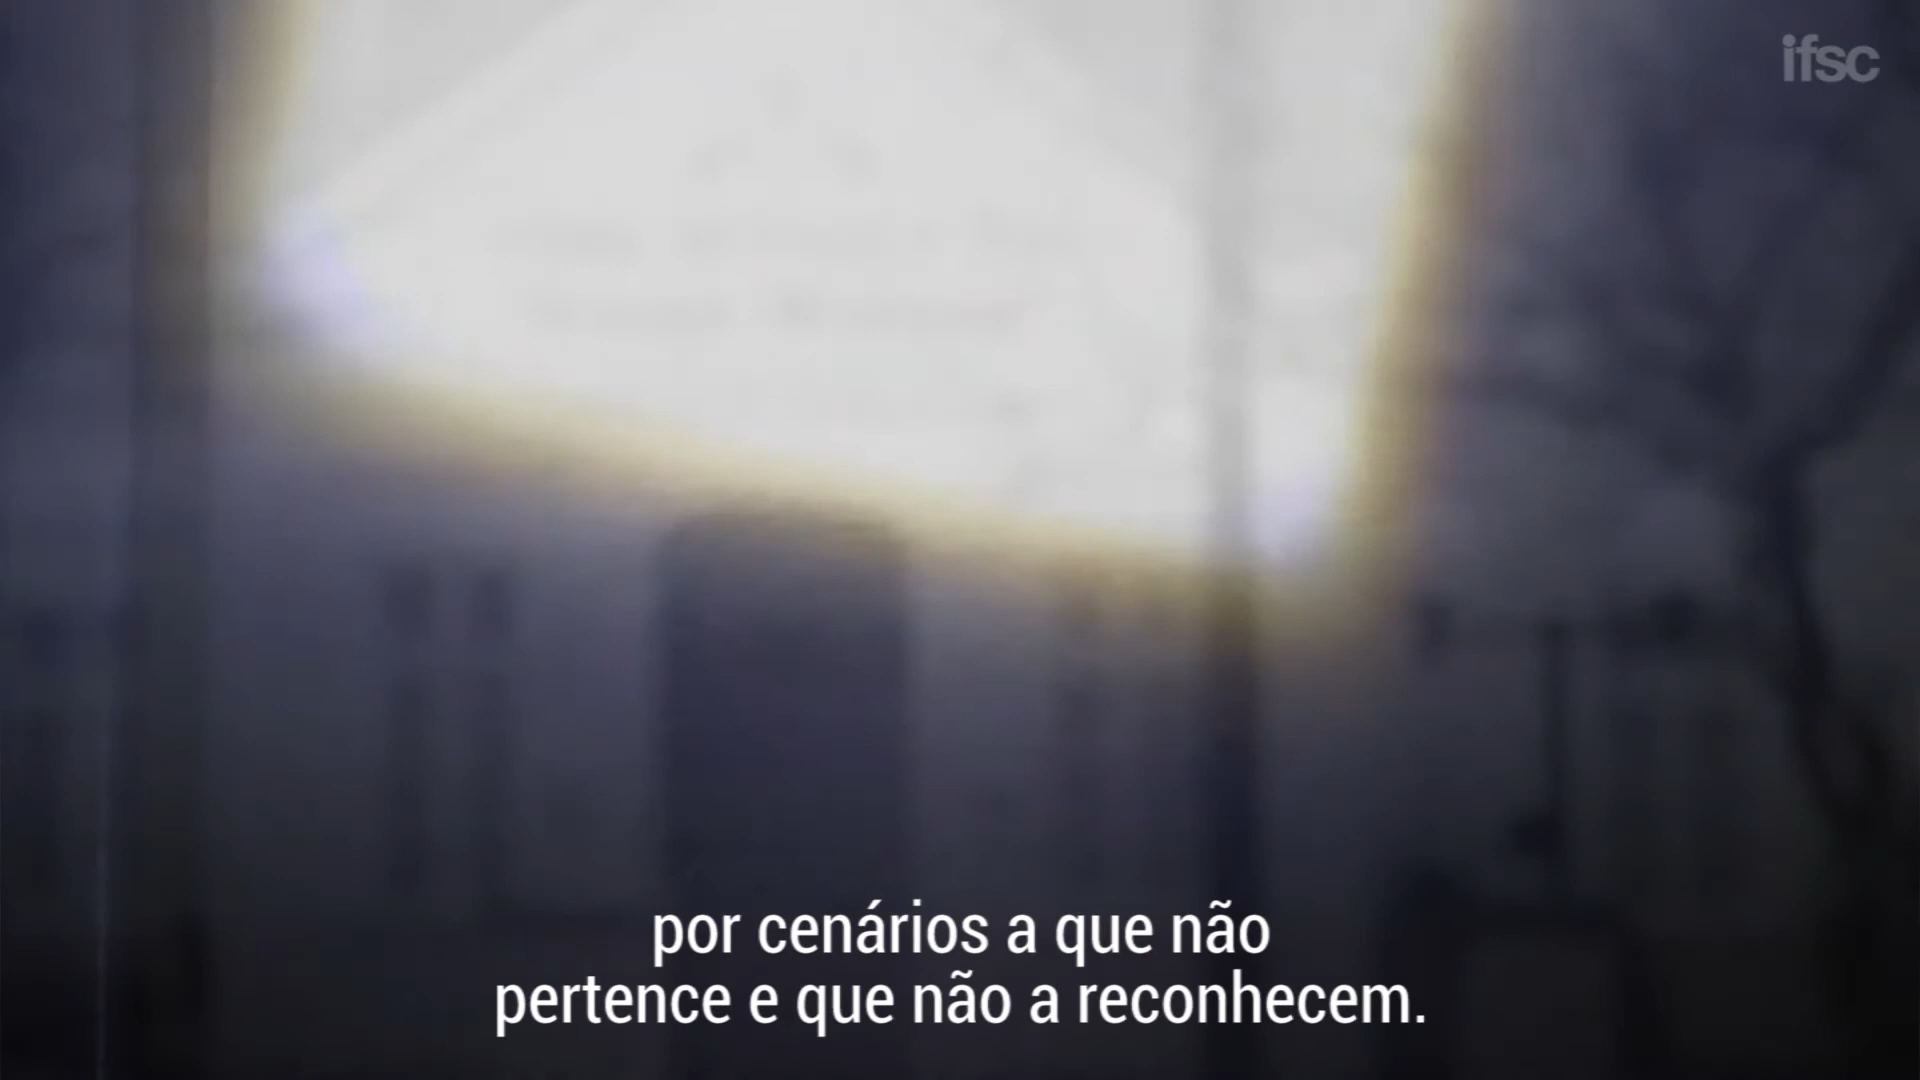 ifsc
por cenários a que não
pertence e que não a reconhecem.